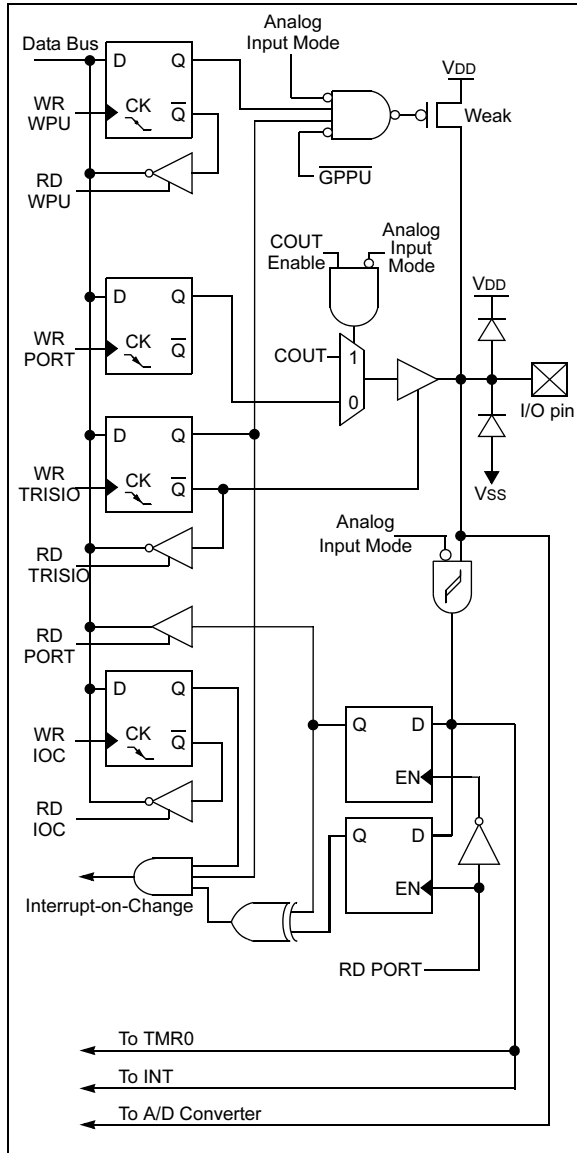 Analog
Input Mode
Data Bus
D Q
VDD
WR
WPU
CK
Q
Weak
RD
WPU
GPPU
COUT
Enable
Analog
Input
Mode
D Q
VDD
WR
PORT
CK
Q
COUT
1
0
I/O pin
D Q
WR
TRISIO
CK
Q
VSS
Analog
Input Mode
RD
TRISIO
RD
PORT
D Q
WR
IOC
CK
Q
Q D
EN
RD
IOC
Q D
EN
Interrupt-on-Change
RD PORT
To TMR0
To INT
To A/D Converter